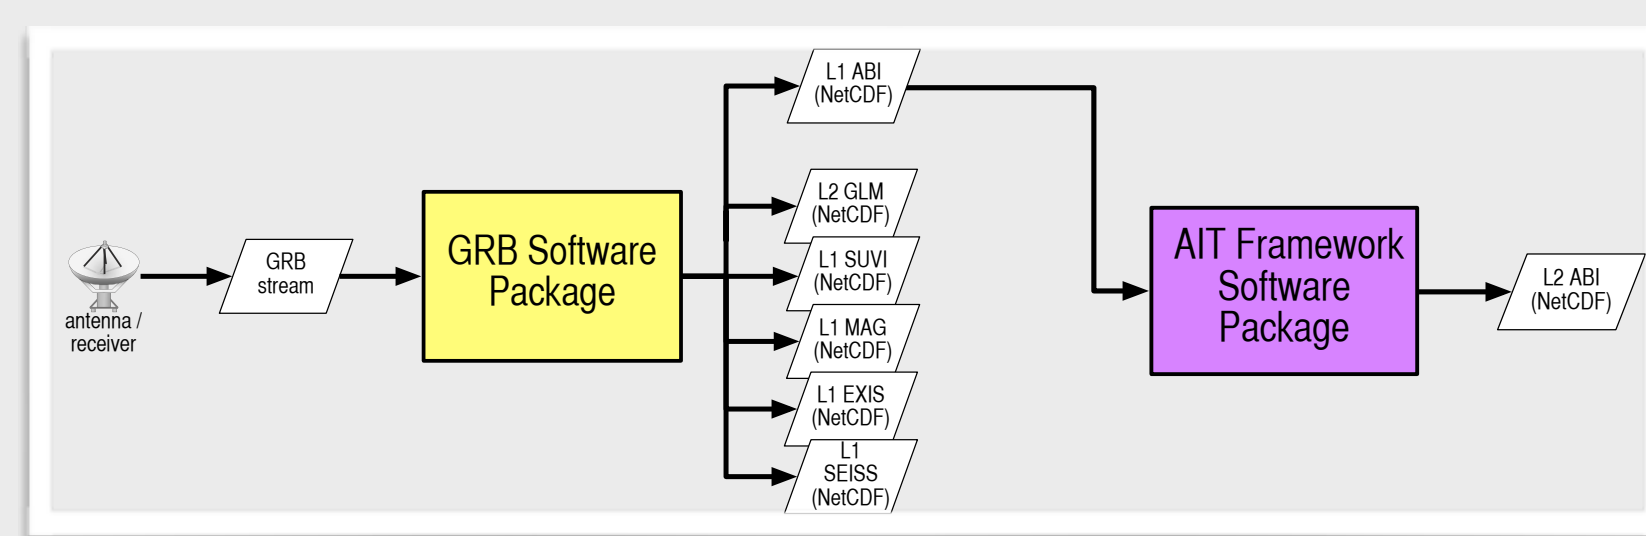 antenna /
receiver
GRB
stream
GRB Software
Package
L1 ABI
(NetCDF)
L2 GLM
(NetCDF)
L1 SUVI
(NetCDF)
L1 MAG
(NetCDF)
L1 EXIS
(NetCDF)
L1
SEISS
(NetCDF)
AIT Framework
Software
Package
L2 ABI
(NetCDF)